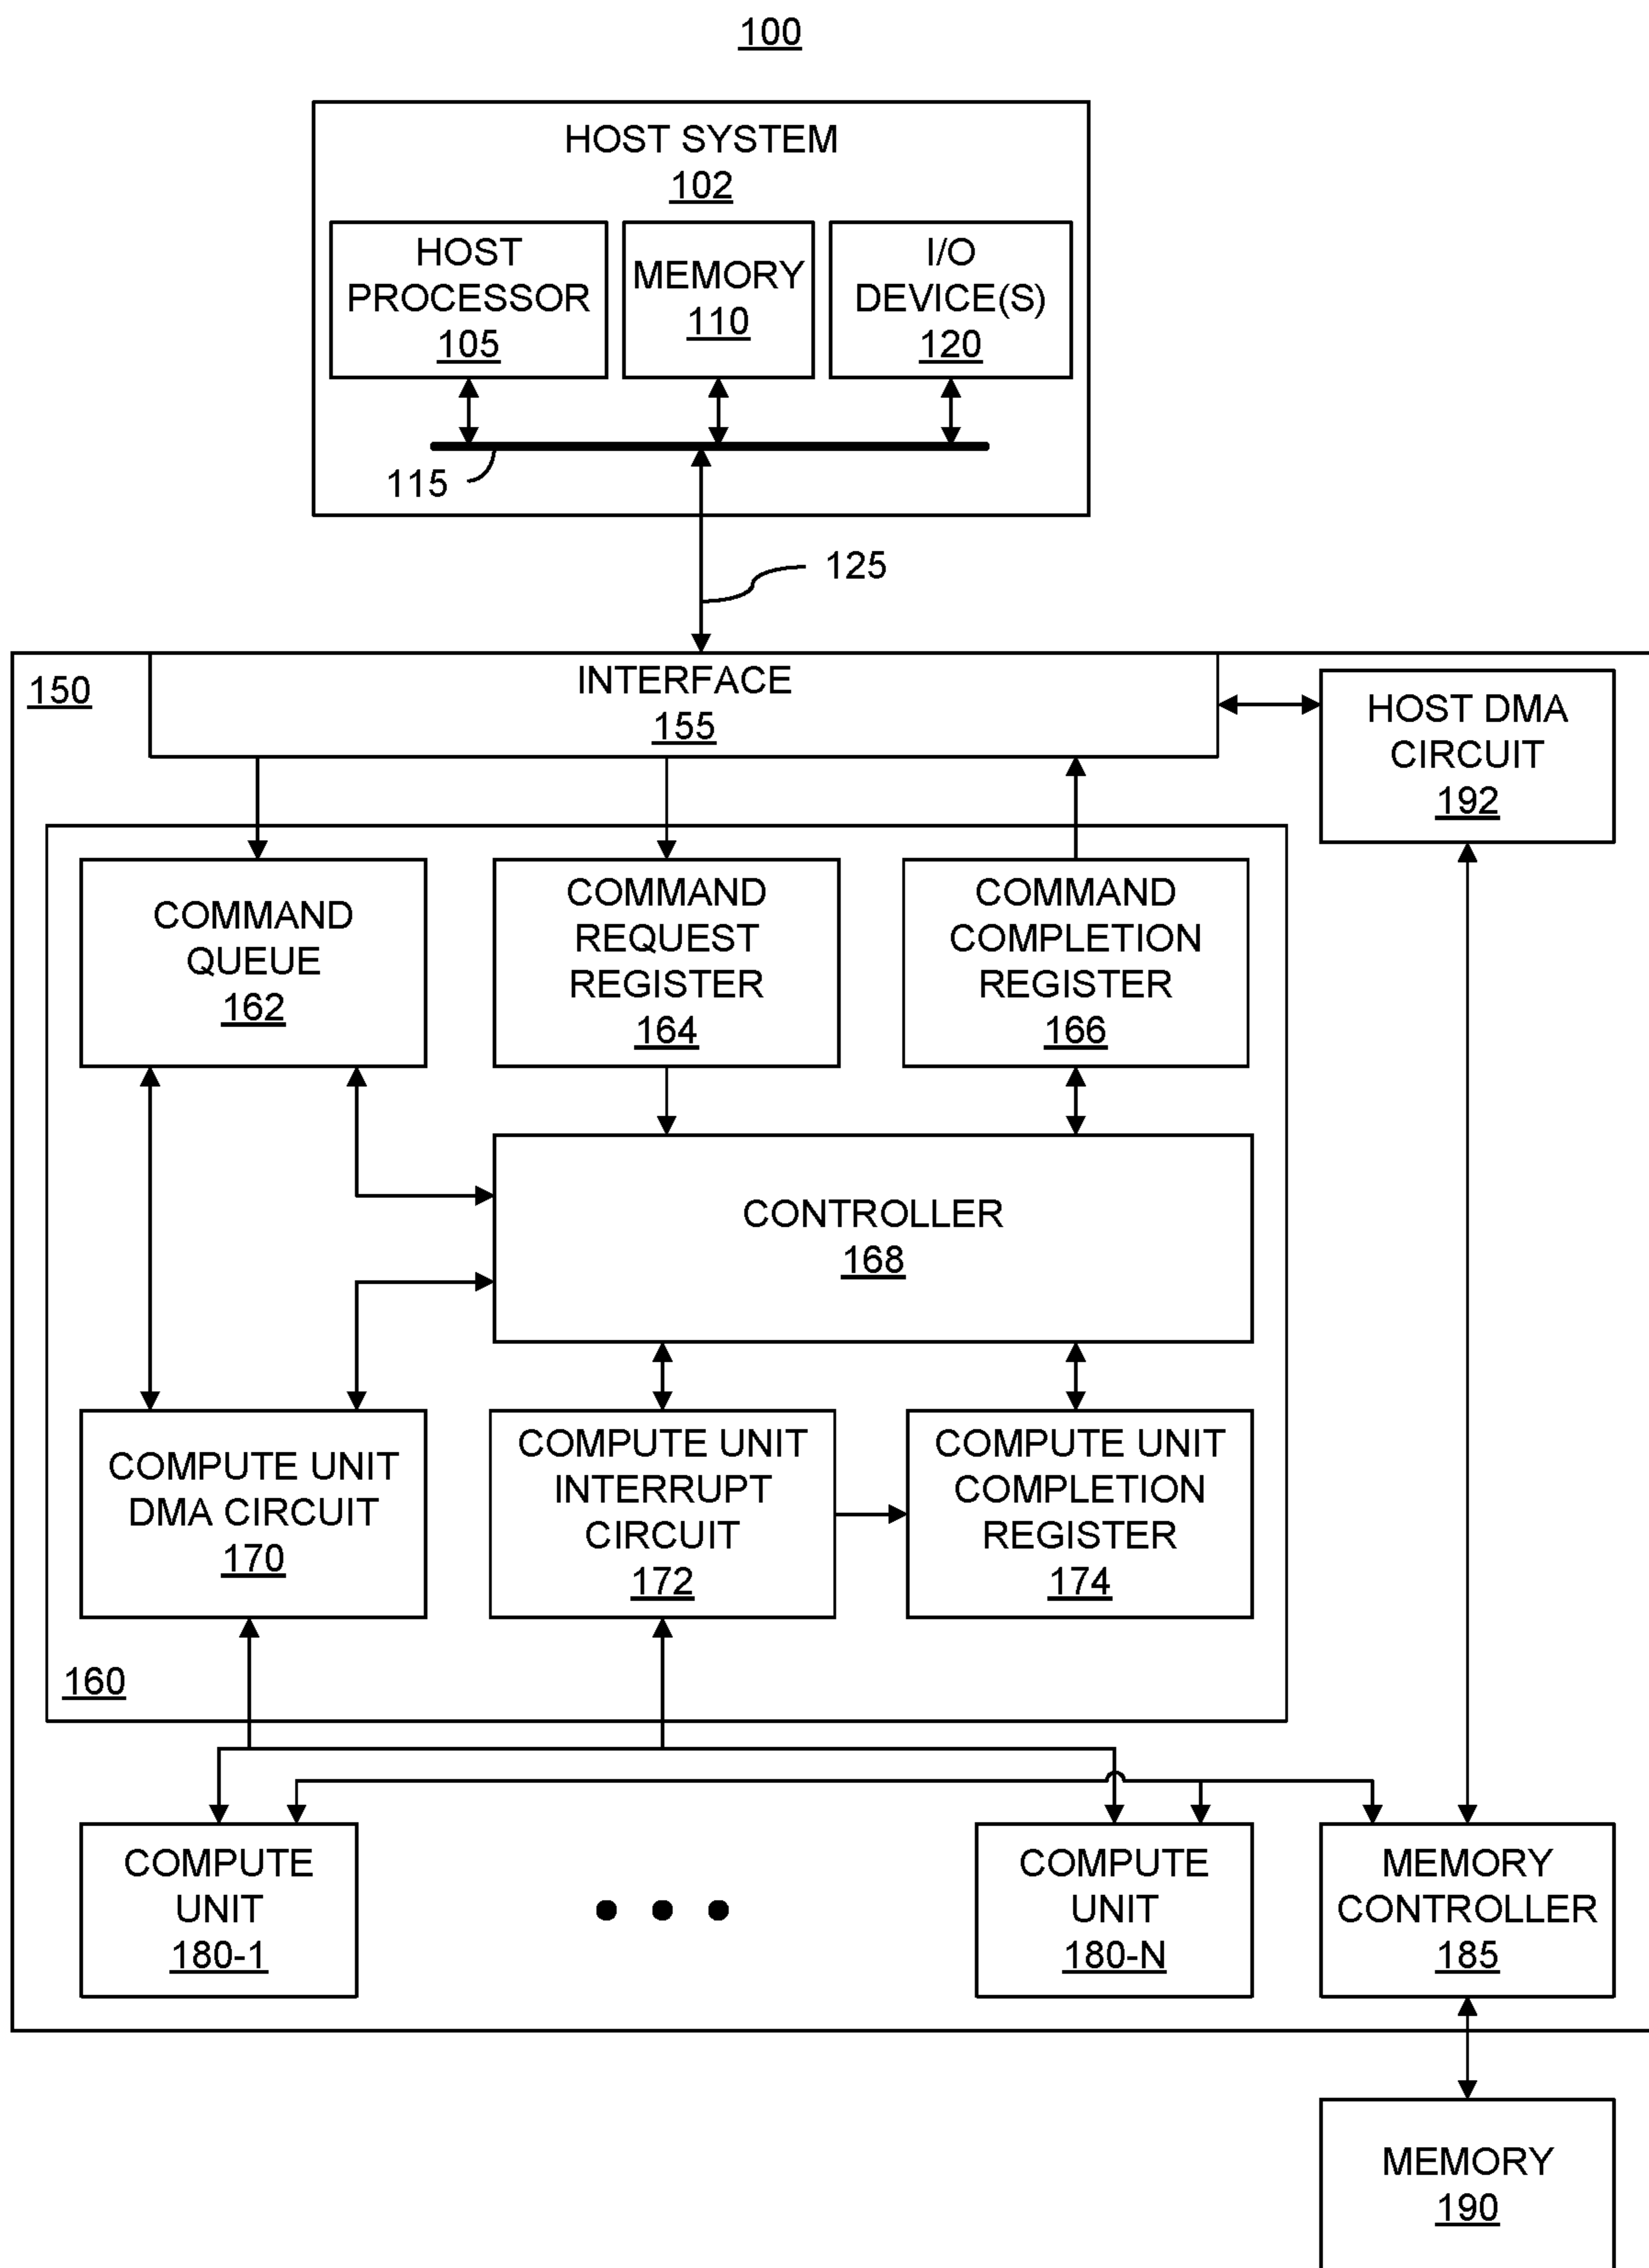 100
HOST SYSTEM
102
HOST
PROCESSOR
105
MEMORY
110
I/O
DEVICE(S)
120
115
125
150
INTERFACE
155
HOST DMA
CIRCUIT
192
COMMAND
QUEUE
162
COMMAND
REQUEST
REGISTER
164
COMMAND
COMPLETION
REGISTER
166
CONTROLLER
168
COMPUTE UNIT
DMA CIRCUIT
170
COMPUTE UNIT
INTERRUPT
CIRCUIT
172
COMPUTE UNIT
COMPLETION
REGISTER
174
160
COMPUTE
UNIT
180-1
COMPUTE
UNIT
180-N
MEMORY
CONTROLLER
185
MEMORY
190